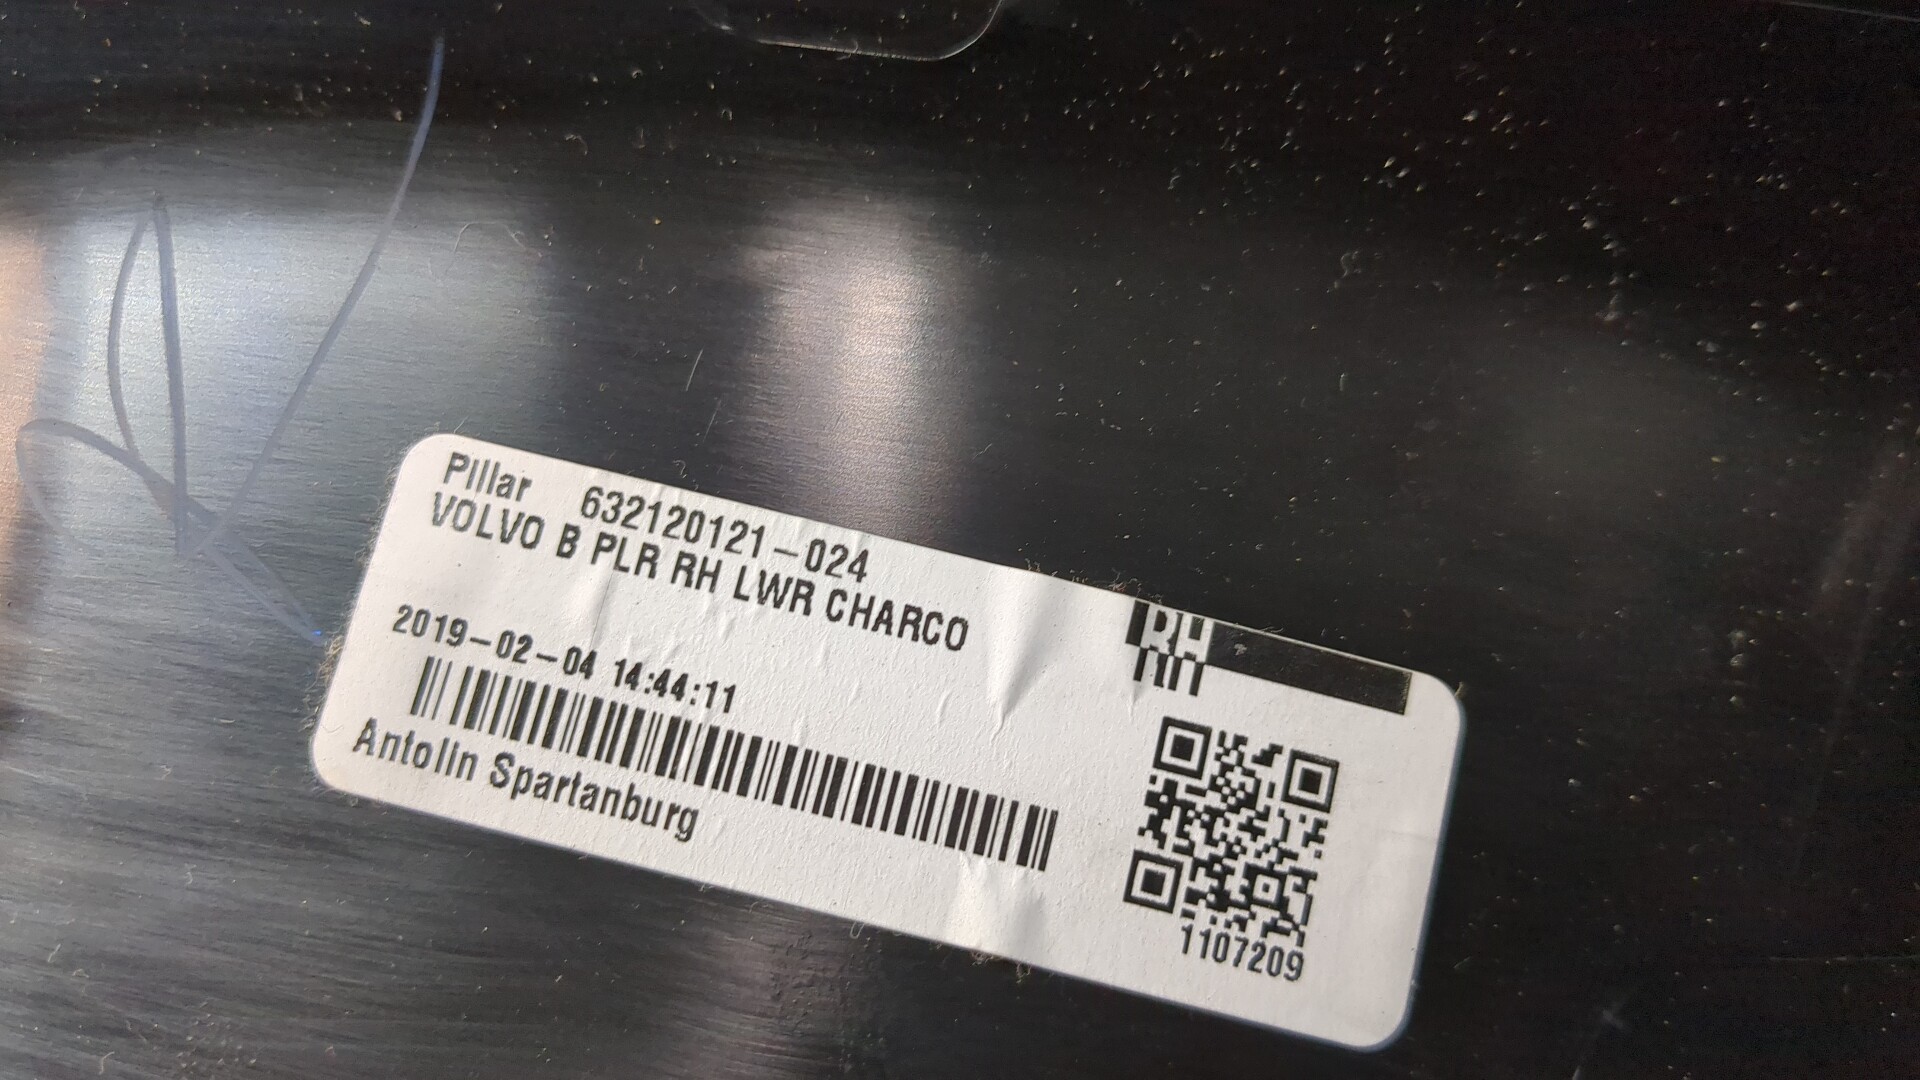 Pillar 632120121-024
VOLVO B PLR RH LWR CHARCO
RH
2019-02-04 14:44:11
Antolin Spartanburg
1107209